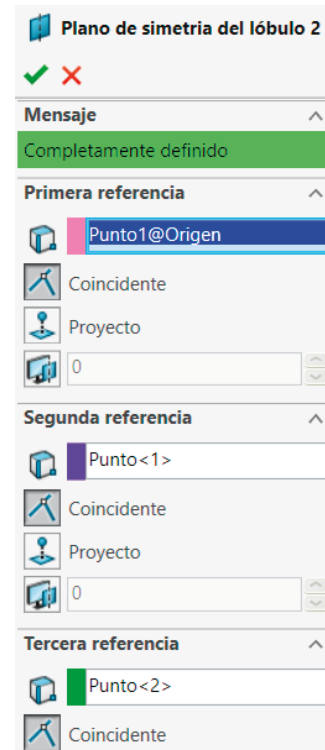 Plano de simetria del lóbulo 2
Mensaje
Completamente definido
Primera referencia
Punto1@Origen
Coincidente
Proyecto
0
Segunda referencia
Punto<1>
Coincidente
Proyecto
0
Tercera referencia
Punto<2>
Coincidente